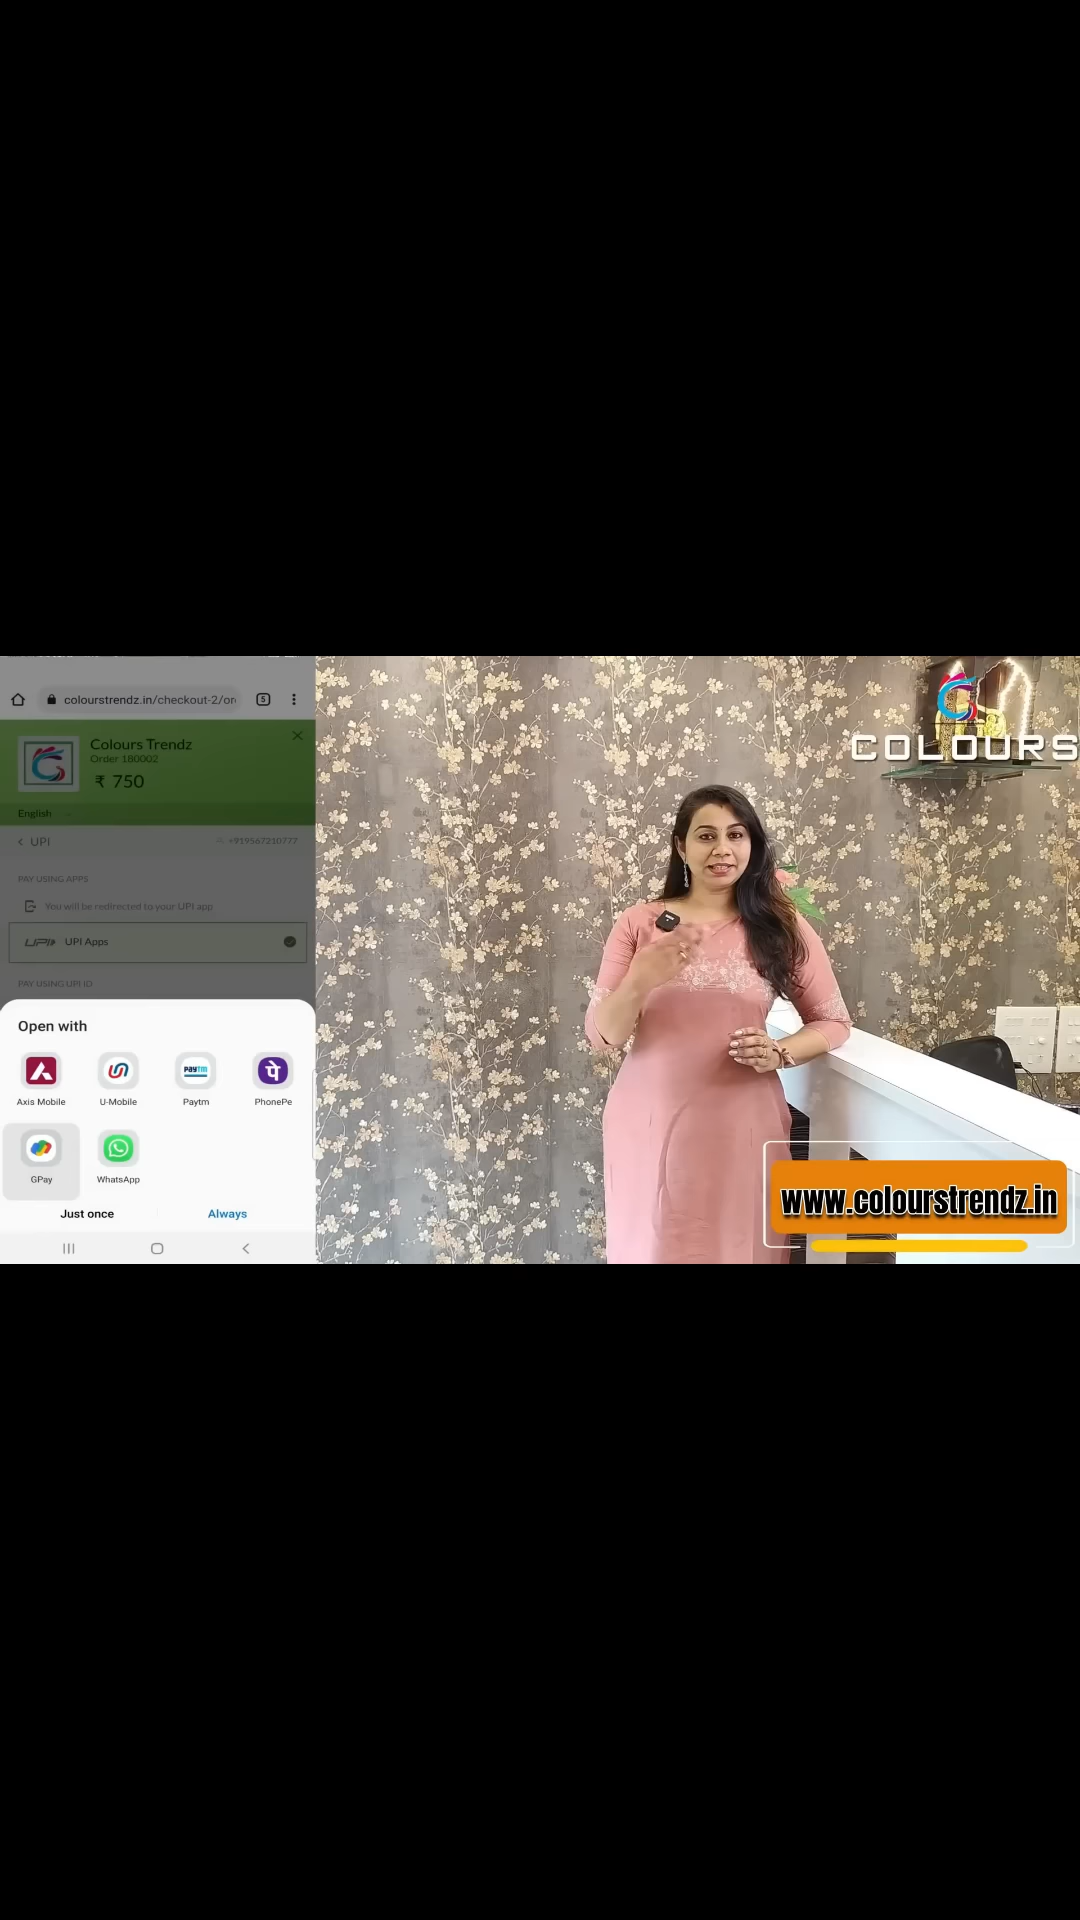 colourstrendz.in/checkout-2/or
5
Colours Trendz
Order 180002
₹ 750
English
UPI
+919567210777
PAY USING APPS
You will be redirected to your UPI app
UPI UPI Apps
PAY USING UPI ID
Open with
Axis Mobile
U-Mobile
Paytm
PhonePe
GPay
WhatsApp
Just once
Always
COLOURS
www.colourstrendz.in